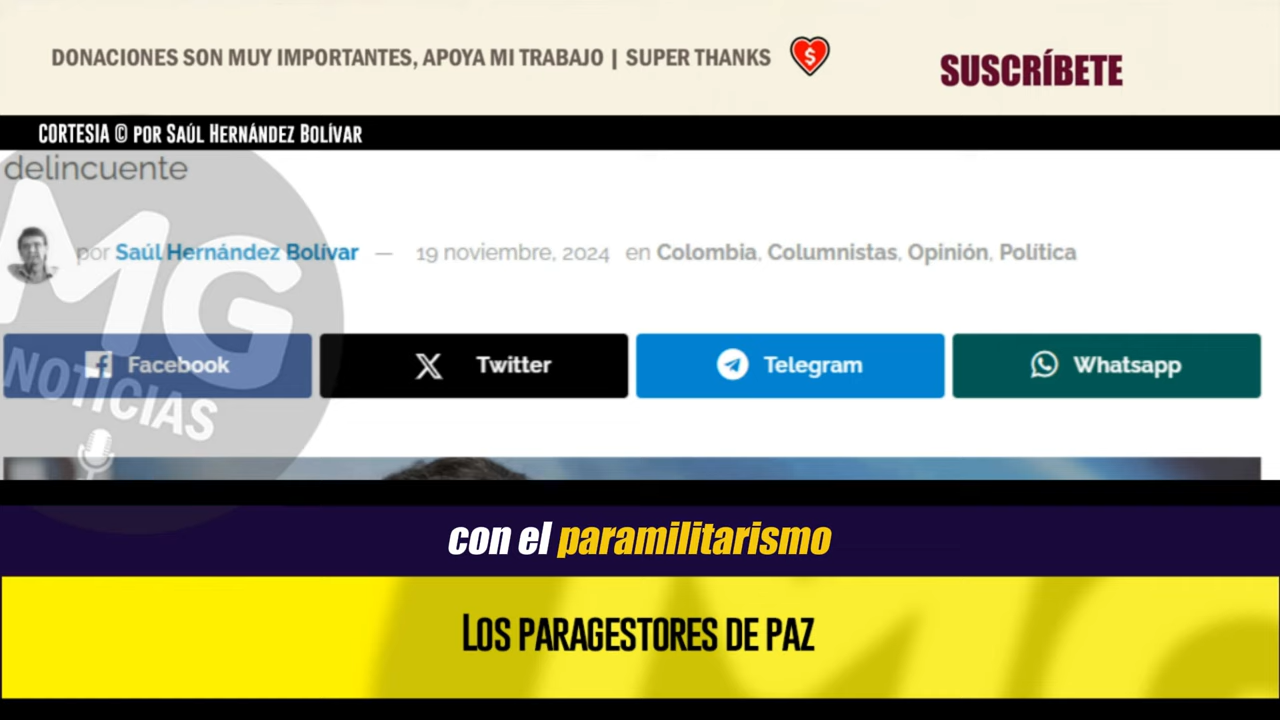 DONACIONES SON MUY IMPORTANTES, APOYA MI TRABAJO | SUPER THANKS
SUSCRÍBETE
CORTESIA © POR SAÚL HERNÁNDEZ BOLÍVAR
delincuente
por Saúl Hernández Bolívar — 19 noviembre, 2024 en Colombia, Columnistas, Opinión, Política
MG
NOTICIAS
Facebook
Twitter
Telegram
Whatsapp
con el paramilitarismo
LOS PARAGESTORES DE PAZ